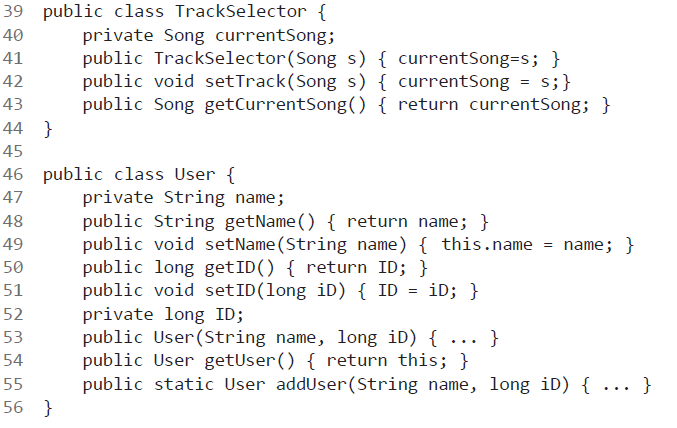 39 public class TrackSelector {
40     private Song currentSong;
41     public TrackSelector(Song s) { currentSong=s; }
42     public void setTrack(Song s) { currentSong = s;}
43     public Song getCurrentSong() { return currentSong; }
44 }
45
46 public class User {
47     private String name;
48     public String getName() { return name; }
49     public void setName(String name) { this.name = name; }
50     public long getID() { return ID; }
51     public void setID(long iD) { ID = iD; }
52     private long ID;
53     public User(String name, long iD) { ... }
54     public User getUser() { return this; }
55     public static User addUser(String name, long iD) { ... }
56 }